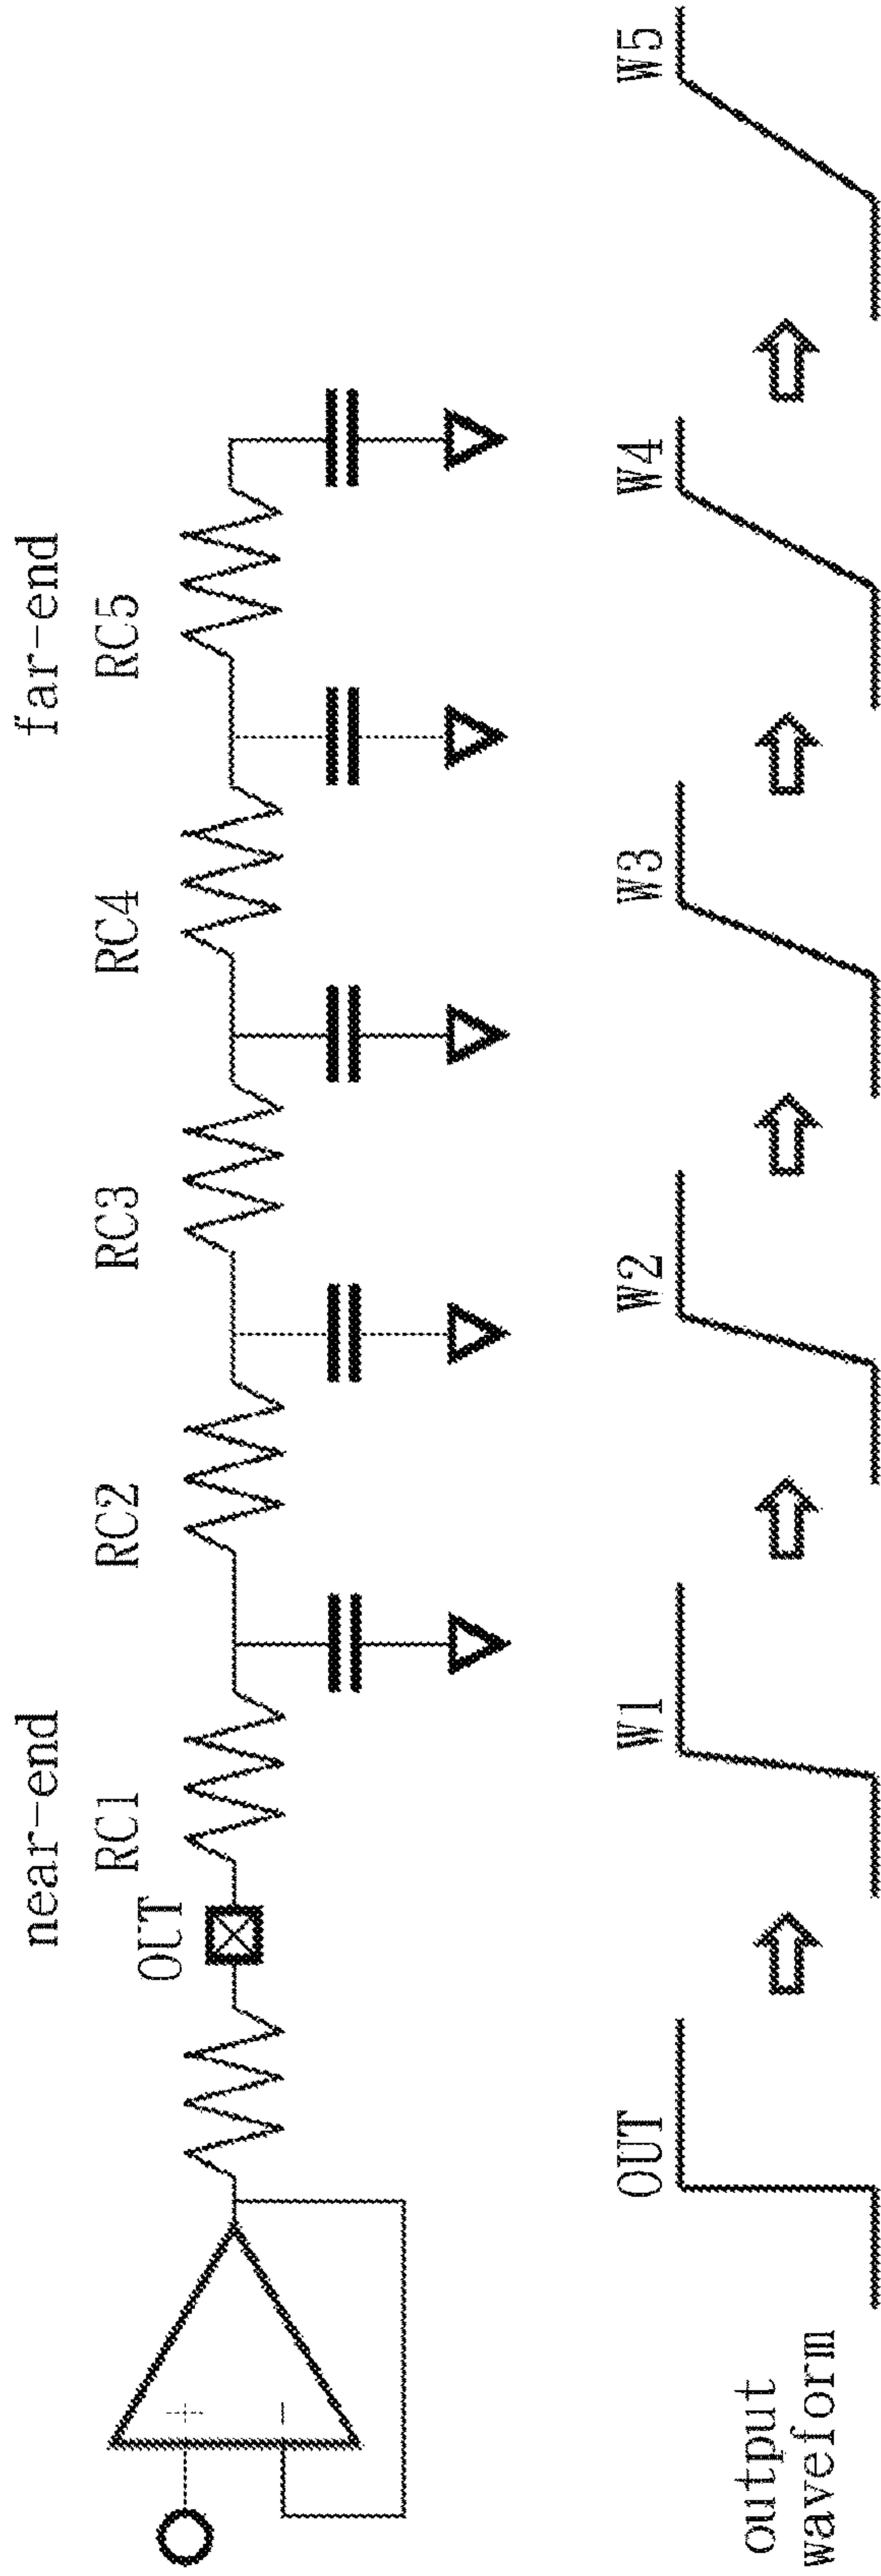 near-end
far-end
OUT
RC1
RC2
RC3
RC4
RC5
+
-
output
waveform
OUT
W1
W2
W3
W4
W5